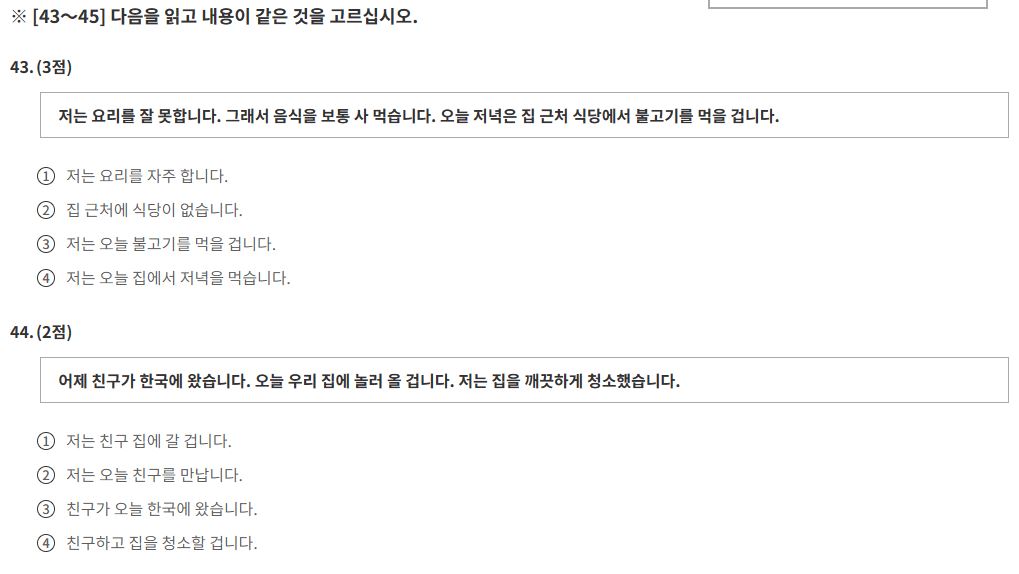 ※ [43～45] 다음을 읽고 내용이 같은 것을 고르십시오.
43. (3점)
저는 요리를 잘 못합니다. 그래서 음식을 보통 사 먹습니다. 오늘 저녁은 집 근처 식당에서 불고기를 먹을 겁니다.
① 저는 요리를 자주 합니다.
② 집 근처에 식당이 없습니다.
③ 저는 오늘 불고기를 먹을 겁니다.
④ 저는 오늘 집에서 저녁을 먹습니다.
44. (2점)
어제 친구가 한국에 왔습니다. 오늘 우리 집에 놀러 올 겁니다. 저는 집을 깨끗하게 청소했습니다.
① 저는 친구 집에 갈 겁니다.
② 저는 오늘 친구를 만납니다.
③ 친구가 오늘 한국에 왔습니다.
④ 친구하고 집을 청소할 겁니다.